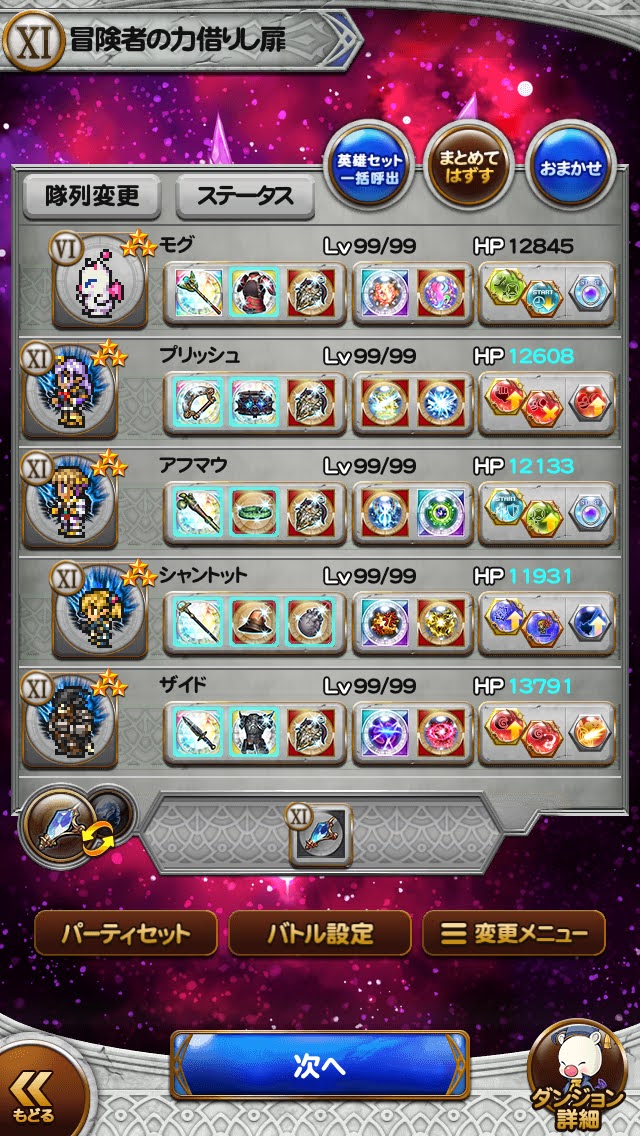 XI 冒険者の力借りし扉
英雄セット
一括呼出
まとめて
はずす
おまかせ
隊列変更
ステータス
VI モグ Lv99/99 HP12845
START
XI プリッシュ Lv99/99 HP12608
XI アフマウ Lv99/99 HP12133
START
XI シャントット Lv99/99 HP11931
XI ザイド Lv99/99 HP13791
XI
パーティセット
バトル設定
変更メニュー
次へ
もどる
ダンジョン
詳細